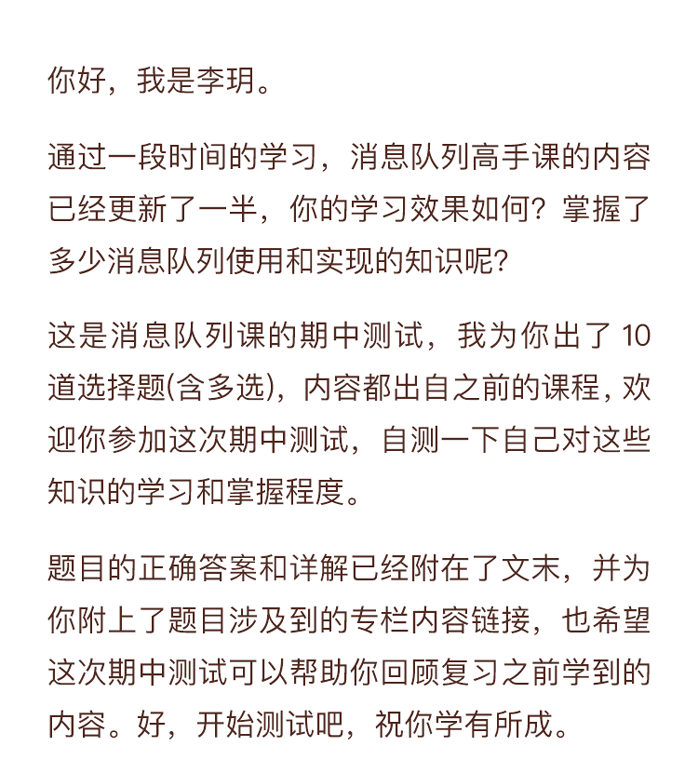 你好，我是李玥。
通过一段时间的学习，消息队列高手课的内容
已经更新了一半，你的学习效果如何？掌握了
多少消息队列使用和实现的知识呢？
这是消息队列课的期中测试，我为你出了 10
道选择题(含多选)，内容都出自之前的课程，欢
迎你参加这次期中测试，自测一下自己对这些
知识的学习和掌握程度。
题目的正确答案和详解已经附在了文末，并为
你附上了题目涉及到的专栏内容链接，也希望
这次期中测试可以帮助你回顾复习之前学到的
内容。好，开始测试吧，祝你学有所成。